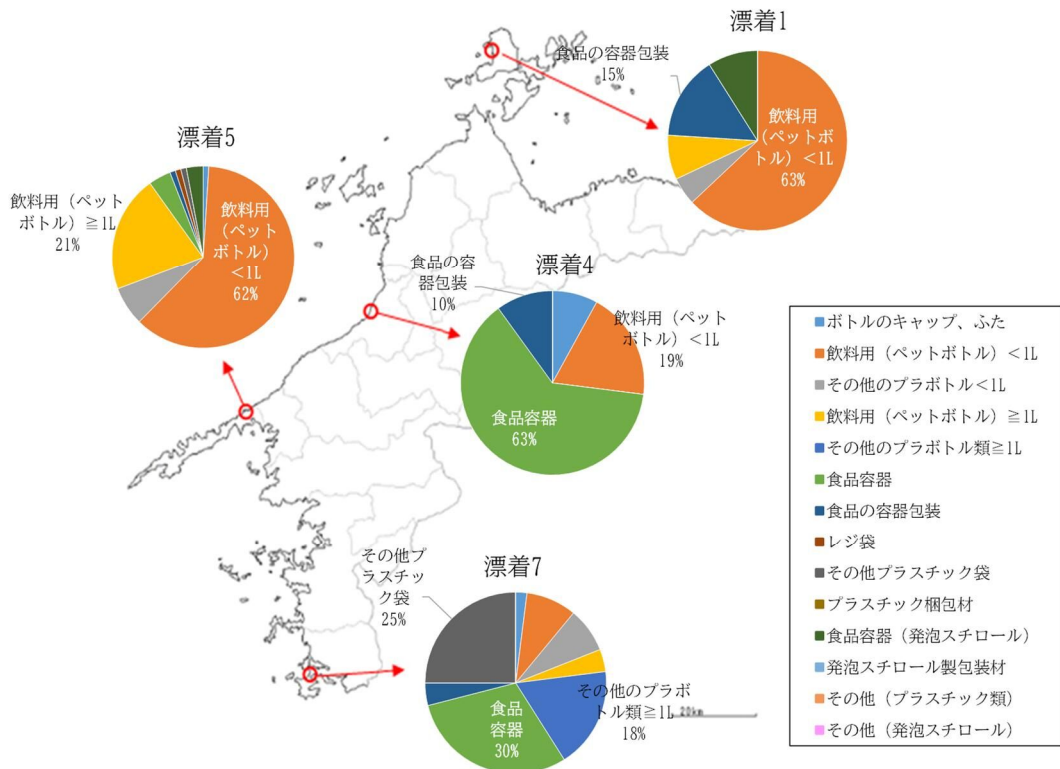 漂着1
食品の容器包装
15%
飲料用
（ペットボ
トル）＜1L
63%
漂着5
飲料用（ペット
ボトル）≧1L
21%
飲料用
（ペット
ボトル）
＜1L
62%
漂着4
食品の容
器包装
10%
飲料用（ペット
ボトル）＜1L
19%
食品容器
63%
漂着7
その他プ
ラスチッ
ク袋
25%
その他のプラボ
トル類≧1L
18%
食品
容器
30%
20km
ボトルのキャップ、ふた
飲料用（ペットボトル）＜1L
その他のプラボトル＜1L
飲料用（ペットボトル）≧1L
その他のプラボトル類≧1L
食品容器
食品の容器包装
レジ袋
その他プラスチック袋
プラスチック梱包材
食品容器（発泡スチロール）
発泡スチロール製包装材
その他（プラスチック類）
その他（発泡スチロール）